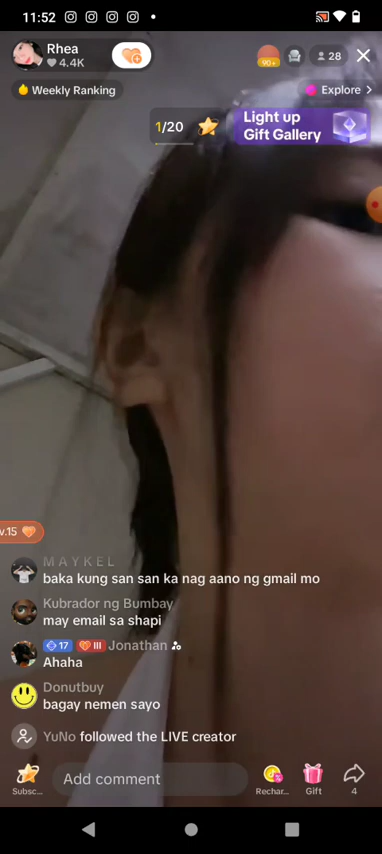 11:52
Rhea
4.4K
90+
28
Weekly Ranking
Explore
1/20
Light up
Gift Gallery
v.15
MAYKEL
baka kung san san ka nag aano ng gmail mo
Kubrador ng Bumbay
may email sa shapi
17 III Jonathan
Ahaha
Donutbuy
bagay nemen sayo
YuNo followed the LIVE creator
Add comment
Subsc...
Rechar...
Gift
4